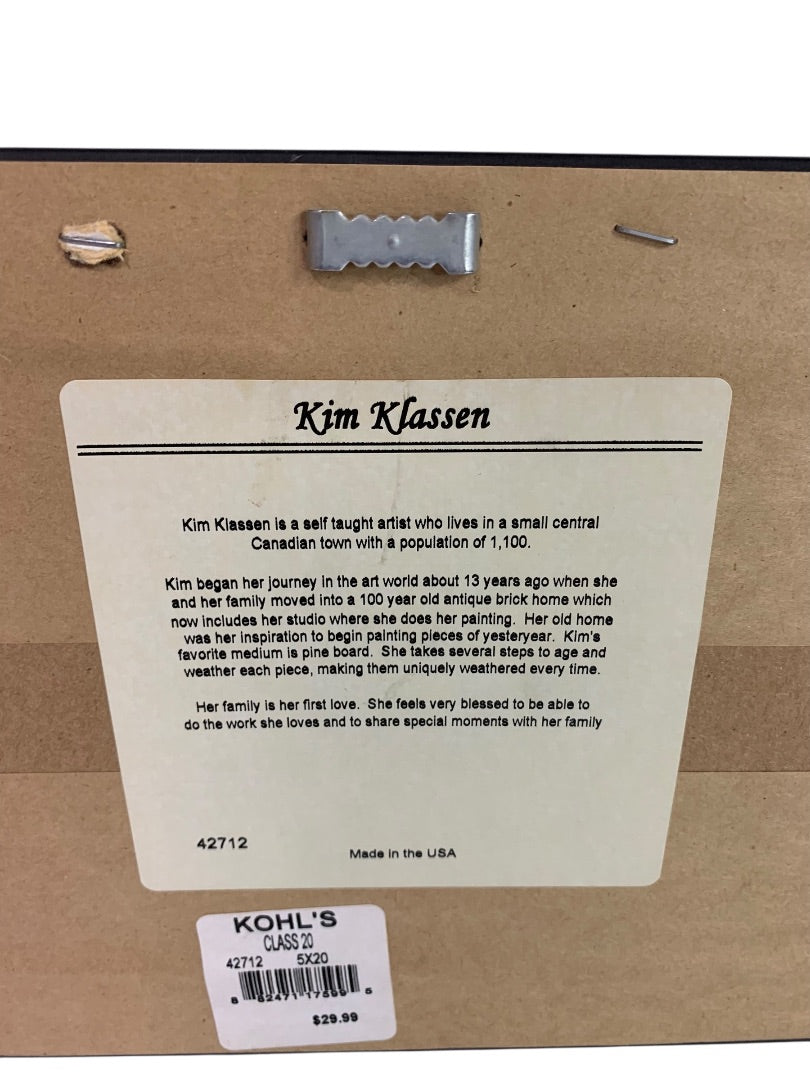 Kim Klassen
Kim Klassen is a self taught artist who lives in a small central
Canadian town with a population of 1,100.
Kim began her journey in the art world about 13 years ago when she
and her family moved into a 100 year old antique brick home which
now includes her studio where she does her painting. Her old home
was her inspiration to begin painting pieces of yesteryear. Kim's
favorite medium is pine board. She takes several steps to age and
weather each piece, making them uniquely weathered every time.
Her family is her first love. She feels very blessed to be able to
do the work she loves and to share special moments with her family
42712
Made in the USA
KOHL'S
CLASS 20
42712 5X20
8 82471 17599 5
$29.99